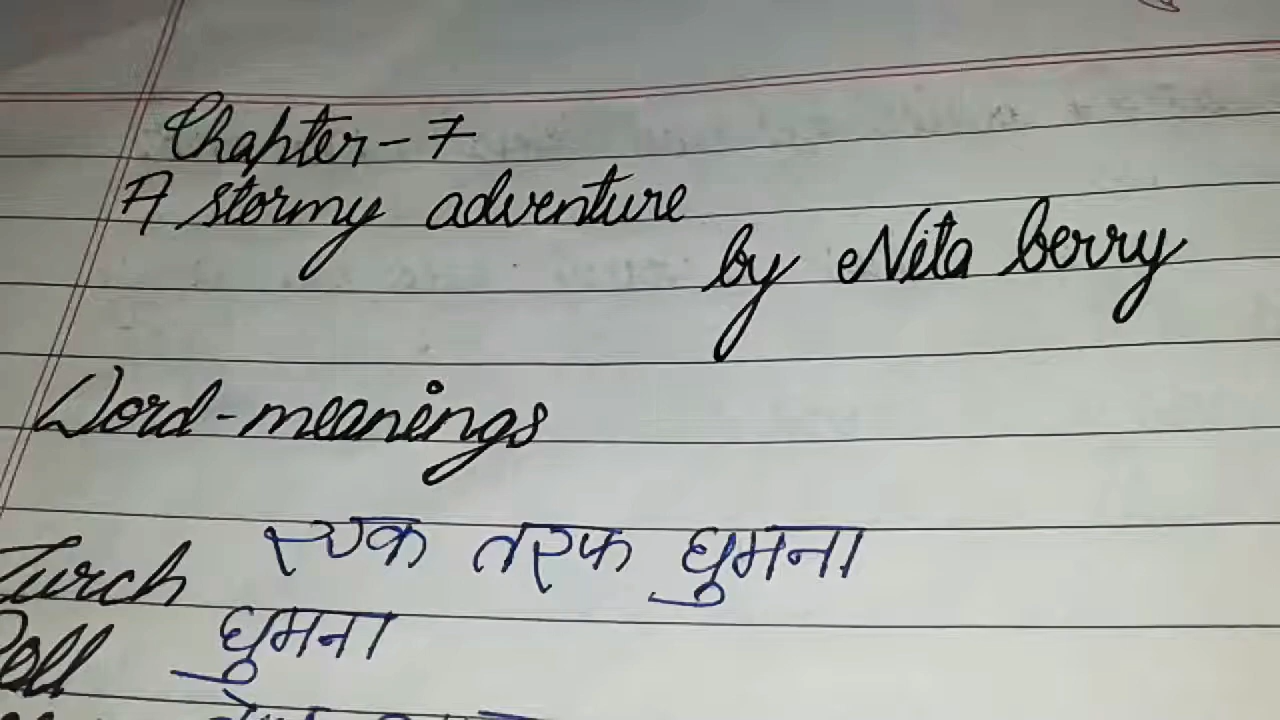 Chapter-7
A stormy adventure
by Nita berry
Word-meanings
Lurch एक तरफ घुमना
Roll घुमना